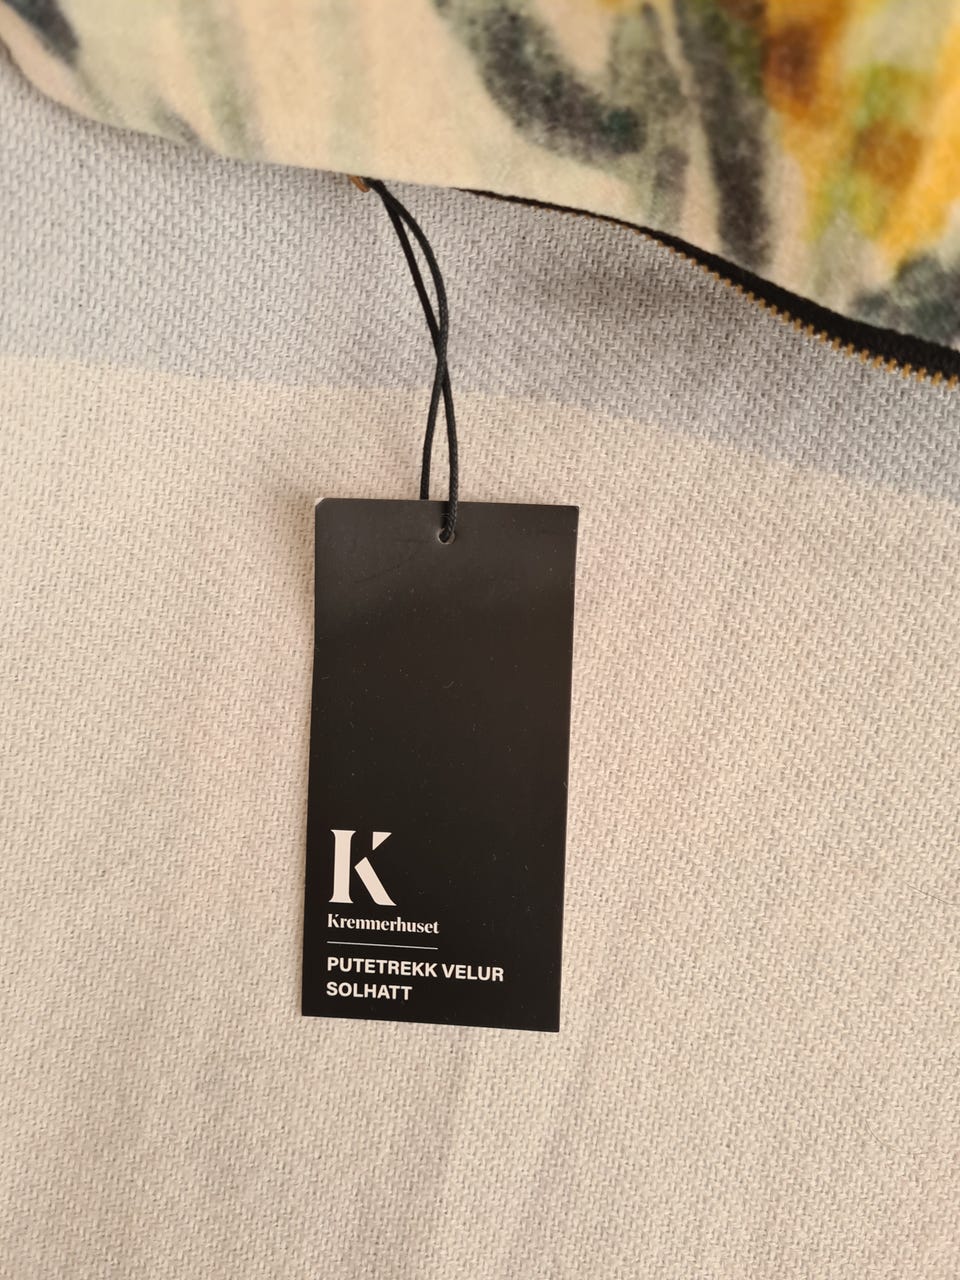 K
Kremmerhuset
PUTETREKK VELUR
SOLHATT